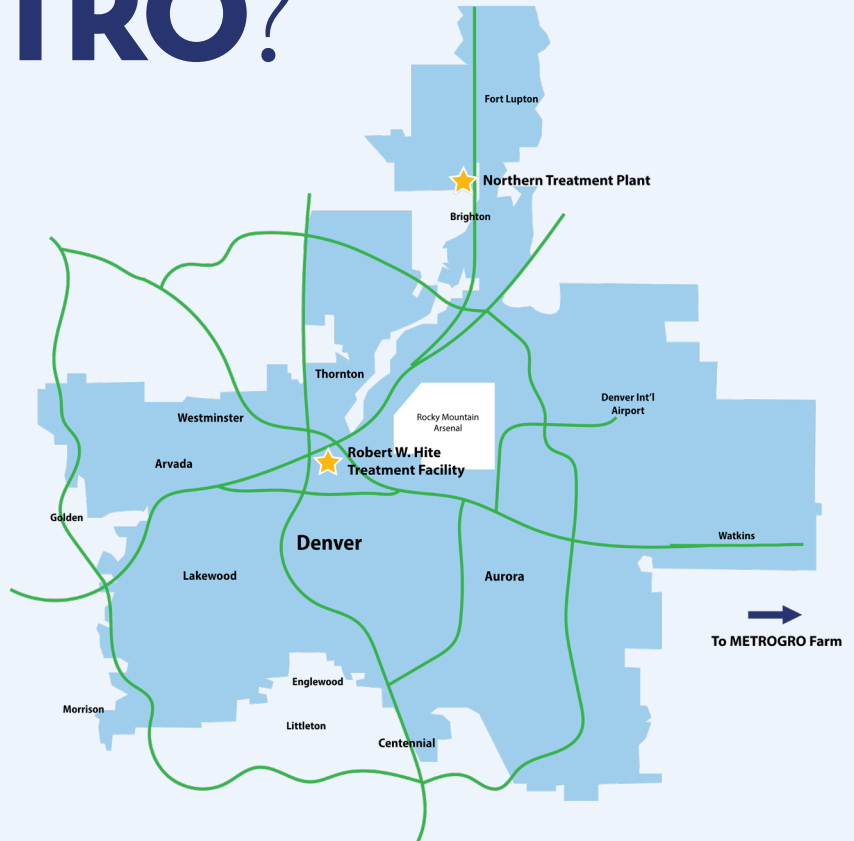 TRO?
Fort Lupton
Northern Treatment Plant
Brighton
Thornton
Denver Int'l
Airport
Rocky Mountain
Arsenal
Westminster
Robert W. Hite
Treatment Facility
Arvada
Golden
Watkins
Denver
Lakewood
Aurora
To METROGRO Farm
Englewood
Morrison
Littleton
Centennial